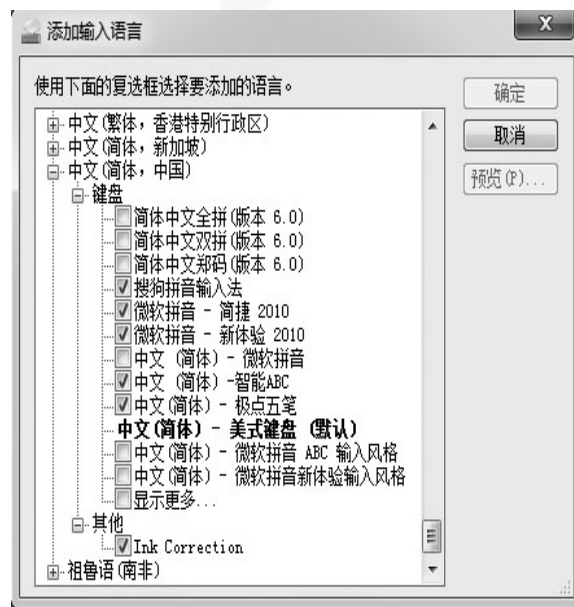 添加输入语言
使用下面的复选框选择要添加的语言。
确定
取消
预览(P)...
中文(繁体，香港特别行政区)
中文(简体，新加坡)
中文(简体，中国)
键盘
简体中文全拼(版本 6.0)
简体中文双拼(版本 6.0)
简体中文郑码(版本 6.0)
搜狗拼音输入法
微软拼音 - 简捷 2010
微软拼音 - 新体验 2010
中文 (简体) - 微软拼音
中文 (简体) -智能ABC
中文(简体) - 极点五笔
中文(简体) - 美式键盘 (默认)
中文(简体) - 微软拼音 ABC 输入风格
中文(简体) - 微软拼音新体验输入风格
显示更多...
其他
Ink Correction
祖鲁语(南非)